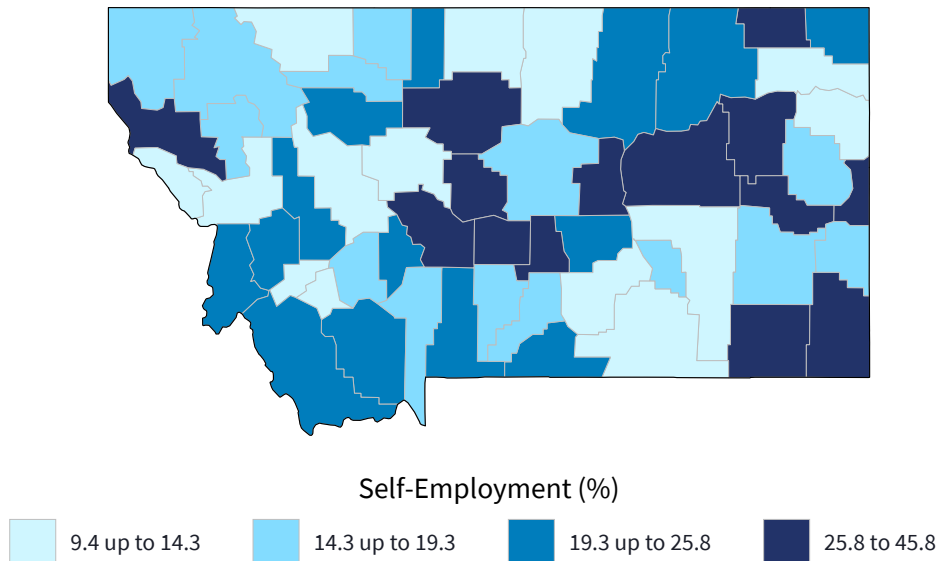 Self-Employment (%)
9.4 up to 14.3
14.3 up to 19.3
19.3 up to 25.8
25.8 to 45.8